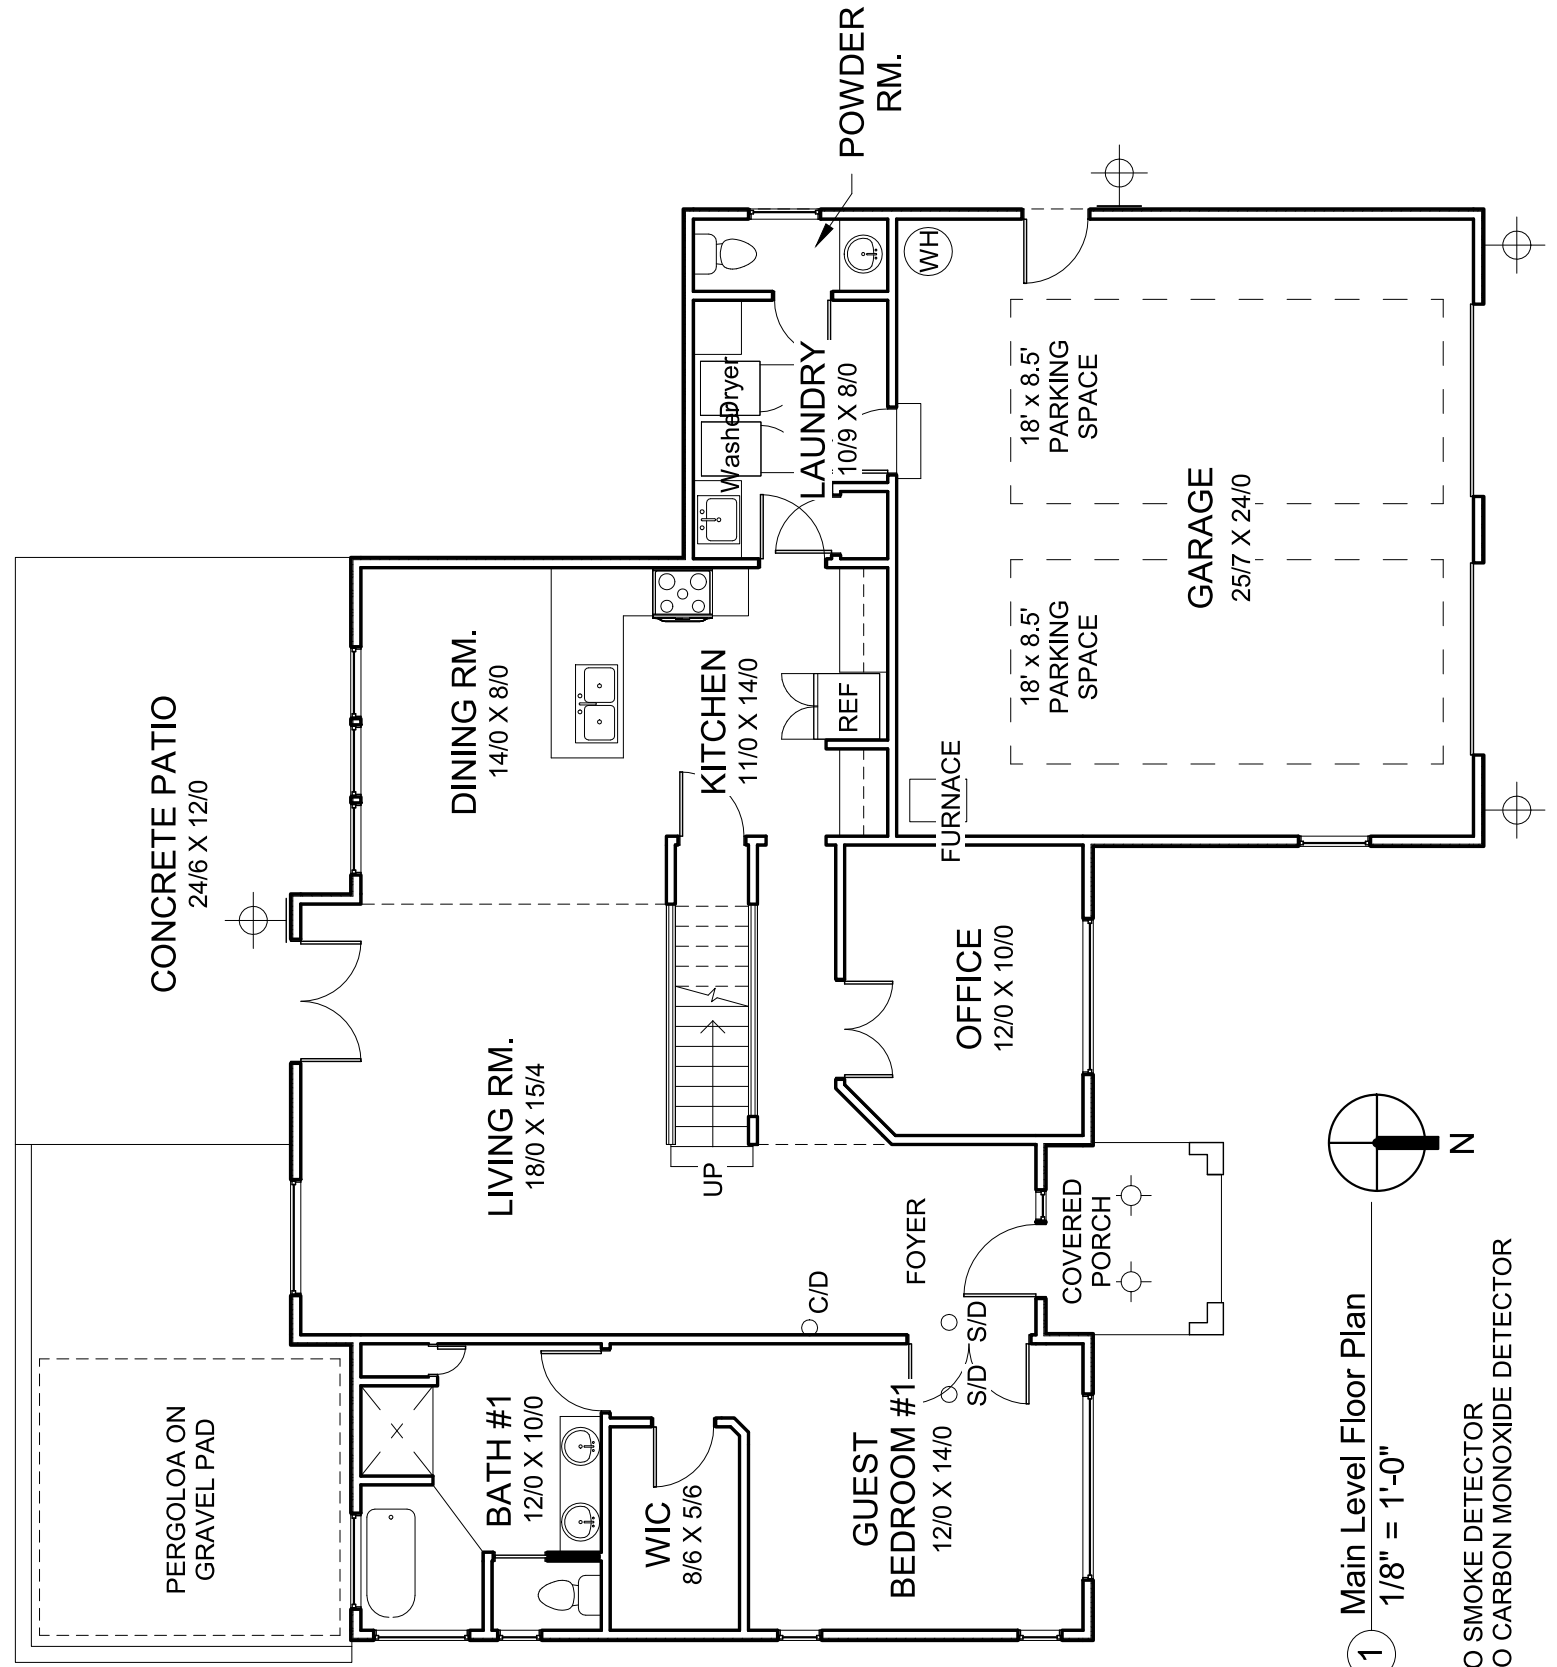 PERGOLOA ON
GRAVEL PAD
CONCRETE PATIO
24/6 X 12/0
BATH #1
12/0 X 10/0
LIVING RM.
18/0 X 15/4
DINING RM.
14/0 X 8/0
WIC
8/6 X 5/6
UP
KITCHEN
11/0 X 14/0
REF
Washer
Dryer
LAUNDRY
10/9 X 8/0
POWDER
RM.
GUEST
BEDROOM #1
12/0 X 14/0
C/D
S/D
S/D
FOYER
OFFICE
12/0 X 10/0
FURNACE
WH
COVERED
PORCH
18' x 8.5'
PARKING
SPACE
18' x 8.5'
PARKING
SPACE
GARAGE
25/7 X 24/0
N
1
Main Level Floor Plan
1/8" = 1'-0"
O SMOKE DETECTOR
O CARBON MONOXIDE DETECTOR